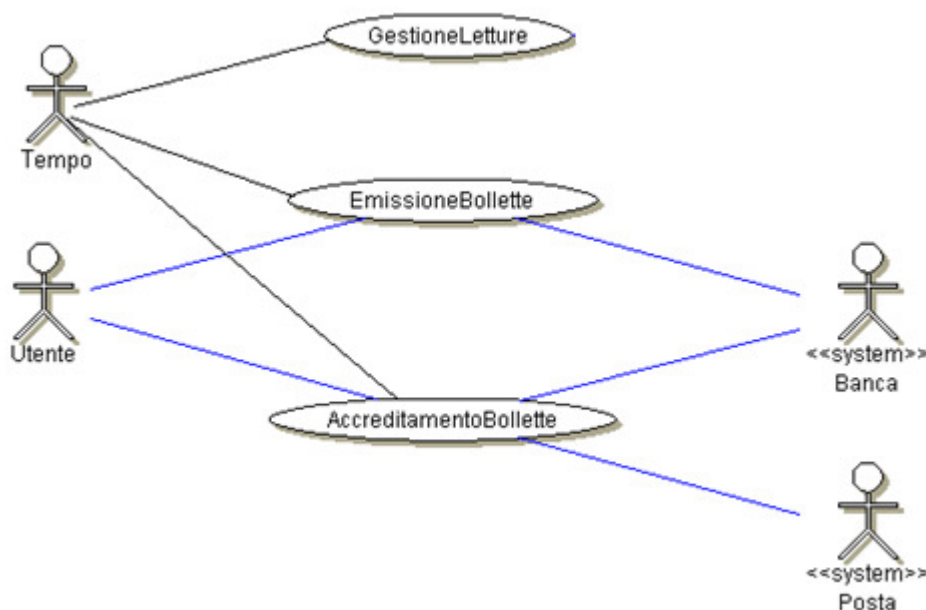 GestioneLetture
Tempo
EmissioneBollette
Utente
<<system>>
Banca
AccreditamentoBollette
<<system>>
Posta